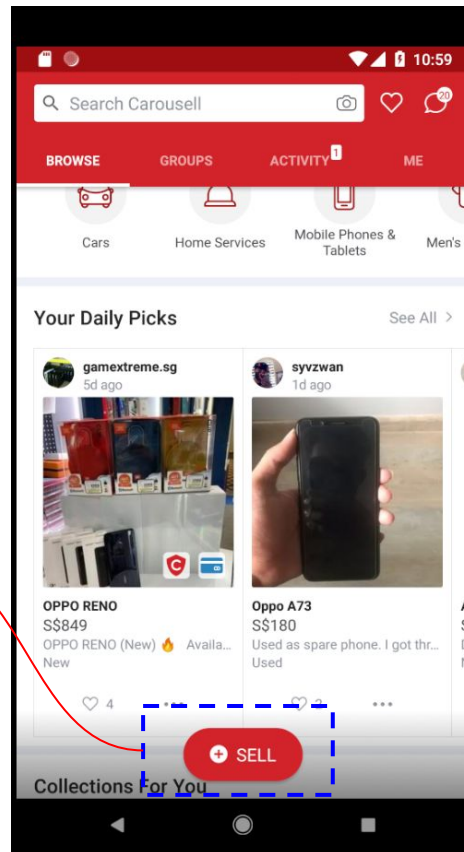 10:59
Search Carousell
20
BROWSE GROUPS ACTIVITY 1 ME
Cars Home Services Mobile Phones & Men's
Tablets
Your Daily Picks See All >
gamextreme.sg syvzwan
5d ago 1d ago
OPPO RENO Oppo A73
S$849 S$180
OPPO RENO (New) 🔥 Availa... Used as spare phone. I got thr...
New Used
4 ... ...
SELL
Collections For You